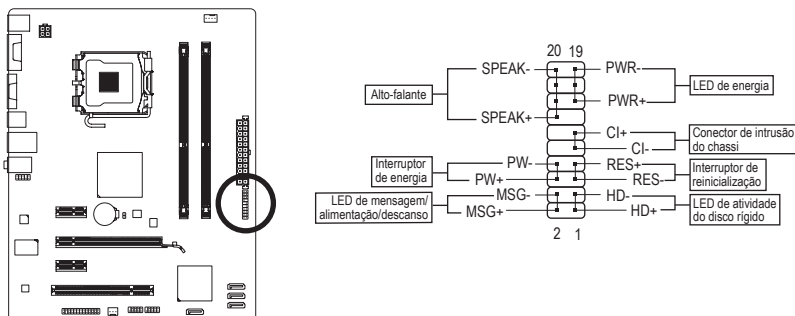 20 19
SPEAK-
PWR-
Alto-falante
LED de energia
PWR+
SPEAK+
CI+
Conector de intrusão
do chassi
CI-
Interruptor
de energia
PW-
RES+
Interruptor de
reinicialização
PW+
RES-
LED de mensagem/
alimentação/descanso
MSG-
HD-
LED de atividade
do disco rígido
MSG+
HD+
2 1